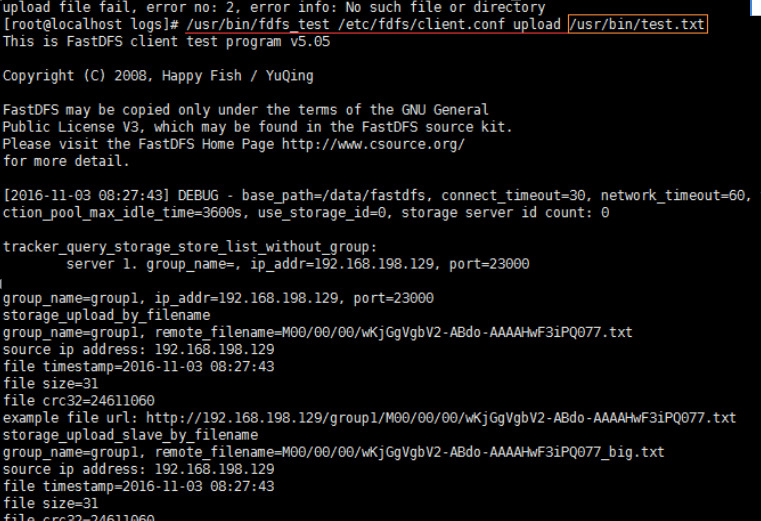 upload file fail, error no: 2, error info: No such file or directory
[root@localhost logs]# /usr/bin/fdfs_test /etc/fdfs/client.conf upload /usr/bin/test.txt
This is FastDFS client test program v5.05
Copyright (C) 2008, Happy Fish / YuQing
FastDFS may be copied only under the terms of the GNU General
Public License V3, which may be found in the FastDFS source kit.
Please visit the FastDFS Home Page http://www.csource.org/
for more detail.
[2016-11-03 08:27:43] DEBUG - base_path=/data/fastdfs, connect_timeout=30, network_timeout=60,
ction_pool_max_idle_time=3600s, use_storage_id=0, storage server id count: 0
tracker_query_storage_store_list_without_group:
server 1. group_name=, ip_addr=192.168.198.129, port=23000
group_name=group1, ip_addr=192.168.198.129, port=23000
storage_upload_by_filename
group_name=group1, remote_filename=M00/00/00/wKjGgVgbV2-ABdo-AAAAHwF3iPQ077.txt
source ip address: 192.168.198.129
file timestamp=2016-11-03 08:27:43
file size=31
file crc32=24611060
example file url: http://192.168.198.129/group1/M00/00/00/wKjGgVgbV2-ABdo-AAAAHwF3iPQ077.txt
storage_upload_slave_by_filename
group_name=group1, remote_filename=M00/00/00/wKjGgVgbV2-ABdo-AAAAHwF3iPQ077_big.txt
source ip address: 192.168.198.129
file timestamp=2016-11-03 08:27:43
file size=31
file crc32=24611060